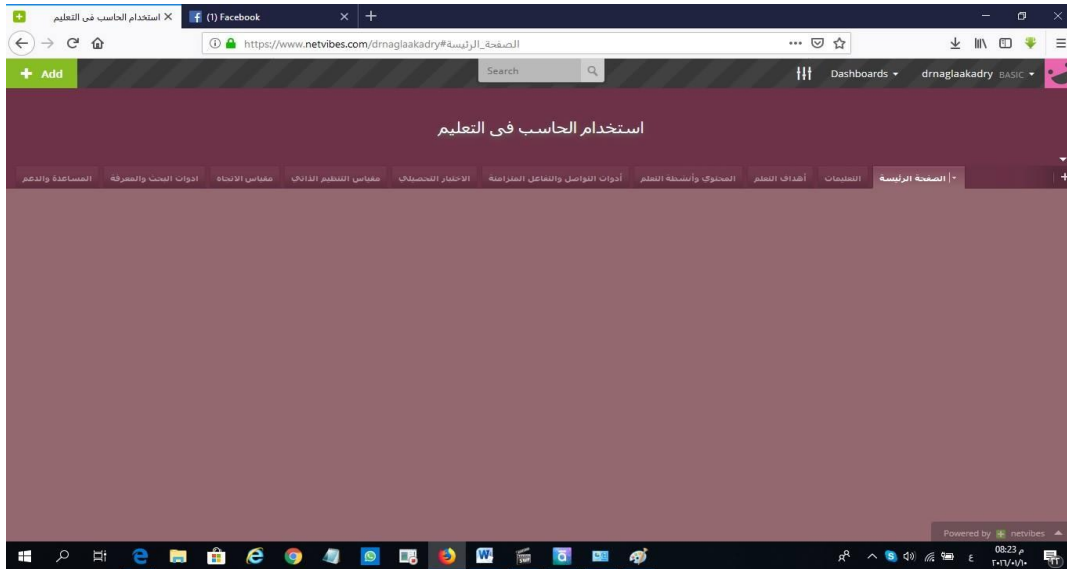 استخدام الحاسب فى التعليم
(1) Facebook
https://www.netvibes.com/drnaglaakadry#الصفحة_الرئيسة
Add
Search
Dashboards
drnaglaakadry BASIC
استخدام الحاسب فى التعليم
الصفحة الرئيسة التعليمات أهداف التعلم المحتوي وأنشطة التعلم أدوات التواصل والتفاعل المتزامنة الاختبار التحصيلي مقياس التنظيم الذاتي مقياس الاتجاه ادوات البحث والمعرفة المساعدة والدعم
Powered by netvibes
08:23 م
ع